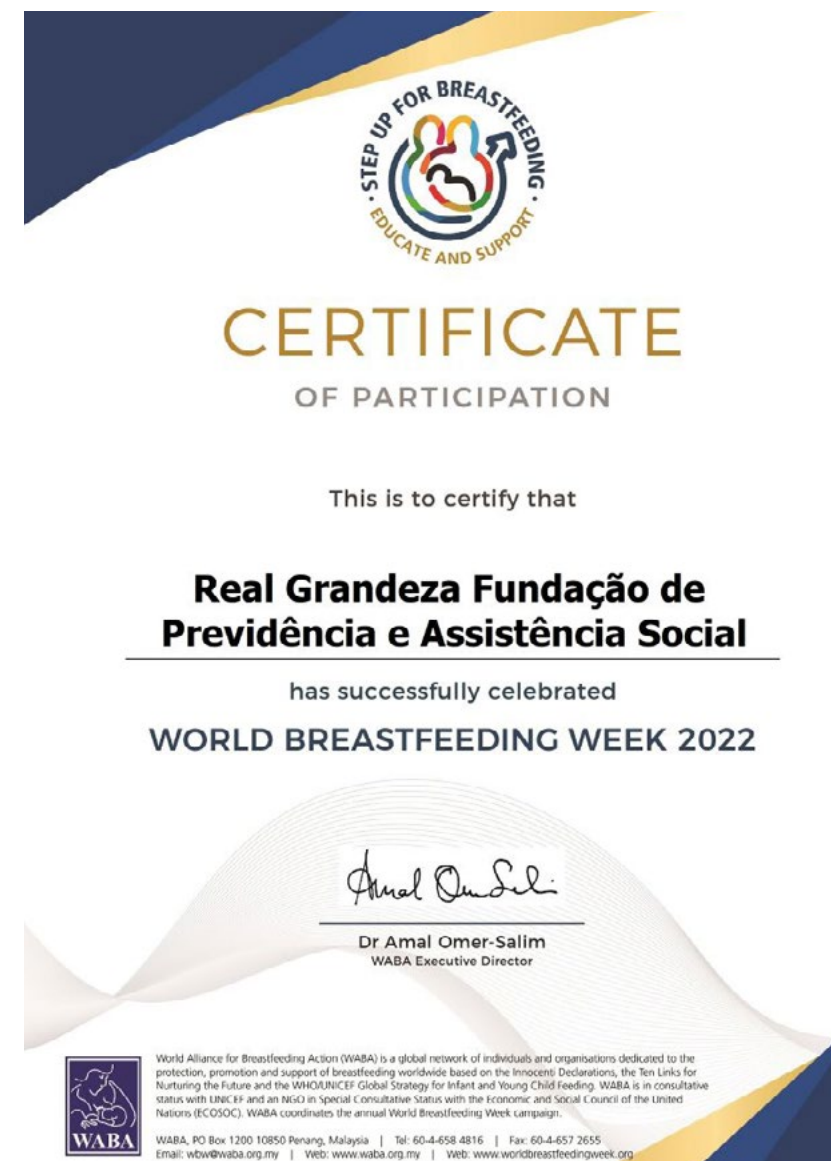 · STEP UP FOR BREASTFEEDING ·
EDUCATE AND SUPPORT
CERTIFICATE
OF PARTICIPATION
This is to certify that
Real Grandeza Fundação de
Previdência e Assistência Social
has successfully celebrated
WORLD BREASTFEEDING WEEK 2022
Dr Amal Omer-Salim
WABA Executive Director
World Alliance for Breastfeeding Action (WABA) is a global network of individuals and organisations dedicated to the
protection, promotion and support of breastfeeding worldwide based on the Innocenti Declarations, the Ten Links for
Nurturing the Future and the WHO/UNICEF Global Strategy for Infant and Young Child Feeding. WABA is in consultative
status with UNICEF and an NGO in Special Consultative Status with the Economic and Social Council of the United
Nations (ECOSOC). WABA coordinates the annual World Breastfeeding Week campaign.
WABA
WABA, PO Box 1200 10850 Penang, Malaysia | Tel: 60-4-658 4816 | Fax: 60-4-657 2655
Email: wbw@waba.org.my | Web: www.waba.org.my | Web: www.worldbreastfeedingweek.org